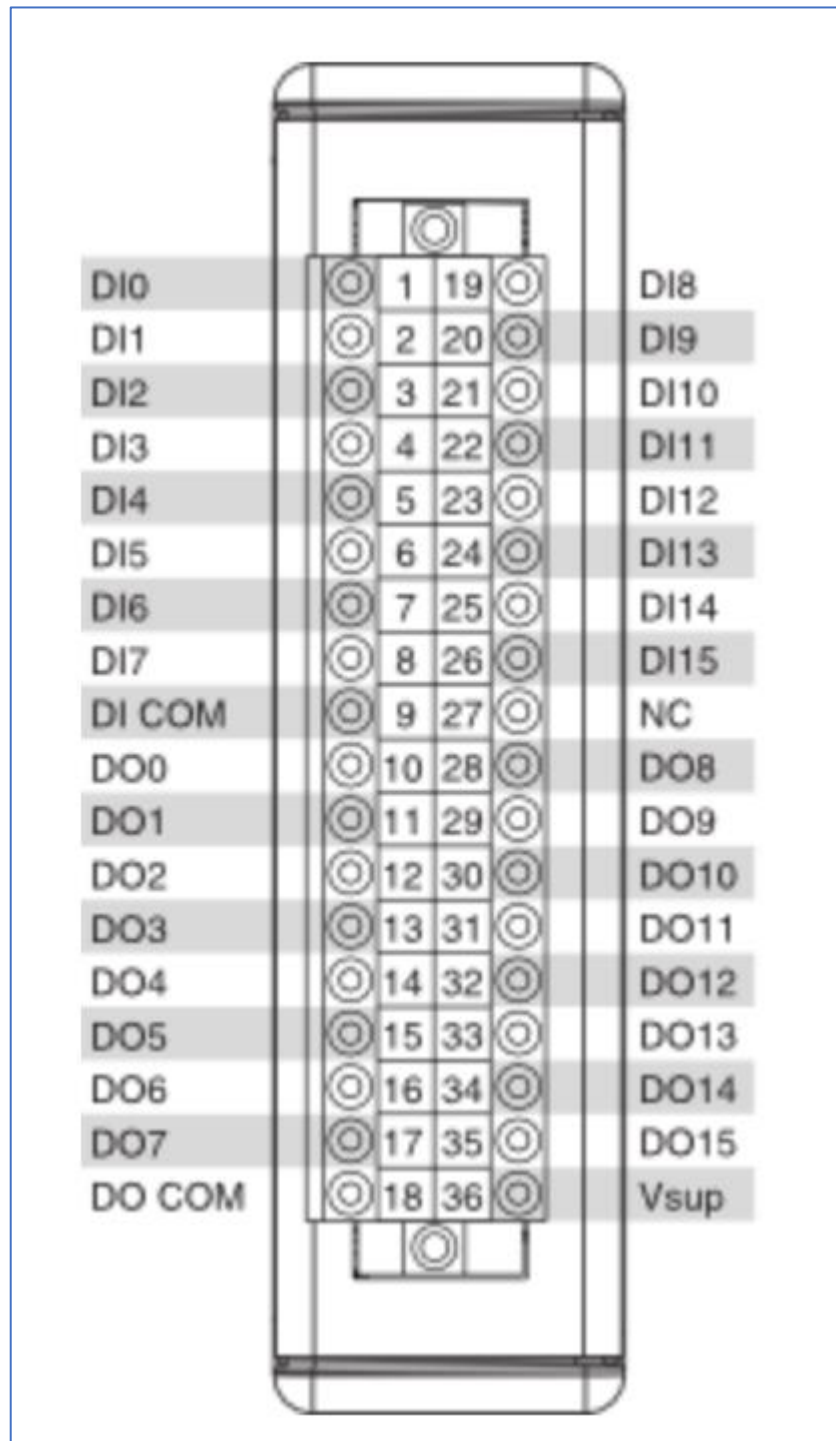 DI0 1 19 DI8
DI1 2 20 DI9
DI2 3 21 DI10
DI3 4 22 DI11
DI4 5 23 DI12
DI5 6 24 DI13
DI6 7 25 DI14
DI7 8 26 DI15
DI COM 9 27 NC
DO0 10 28 DO8
DO1 11 29 DO9
DO2 12 30 DO10
DO3 13 31 DO11
DO4 14 32 DO12
DO5 15 33 DO13
DO6 16 34 DO14
DO7 17 35 DO15
DO COM 18 36 Vsup